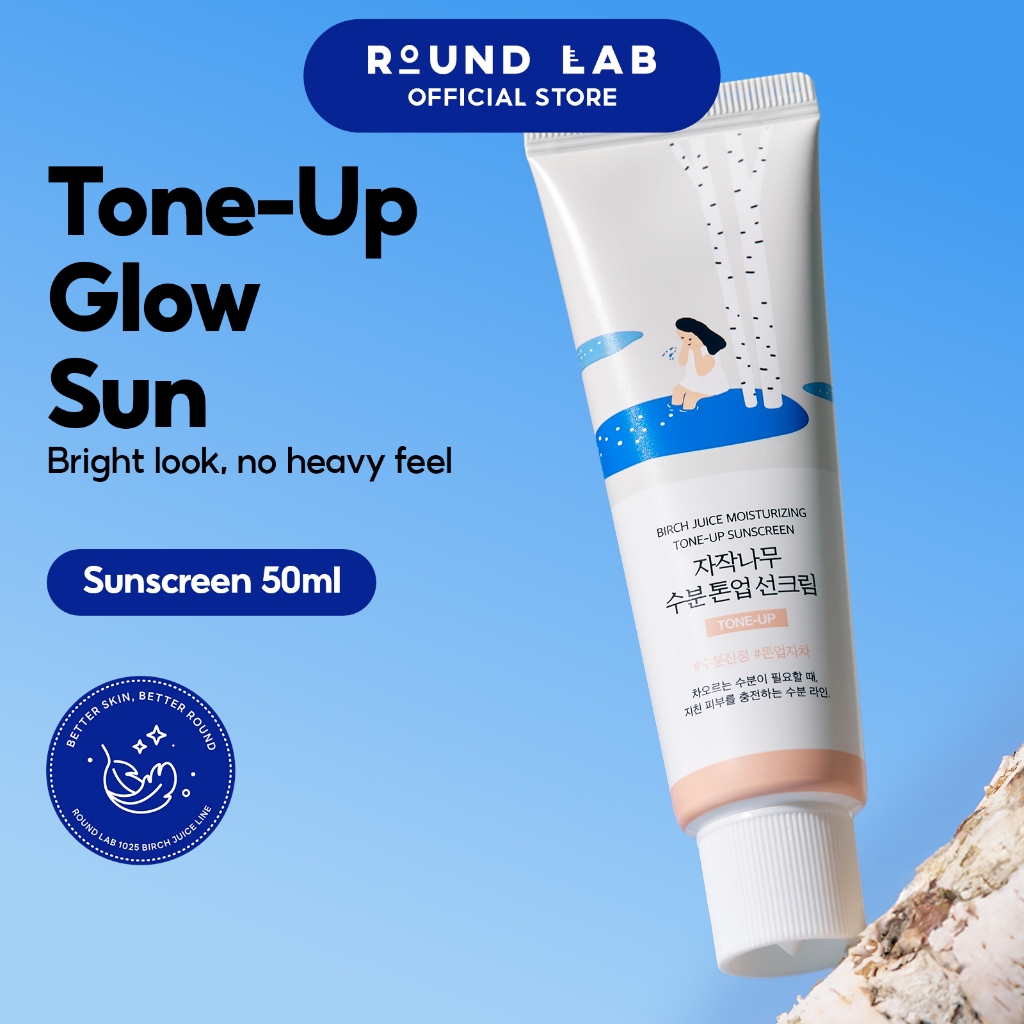 ROUND LAB
OFFICIAL STORE
Tone-Up
Glow
Sun
Bright look, no heavy feel
Sunscreen 50ml
BETTER SKIN, BETTER ROUND
ROUND LAB 1025 BIRCH JUICE LINE
BIRCH JUICE MOISTURIZING
TONE-UP SUNSCREEN
자작나무
수분 톤업 선크림
TONE-UP
#수분진정 #톤업지차
차오르는 수분이 필요할 때,
지친 피부를 충전하는 수분 라인.